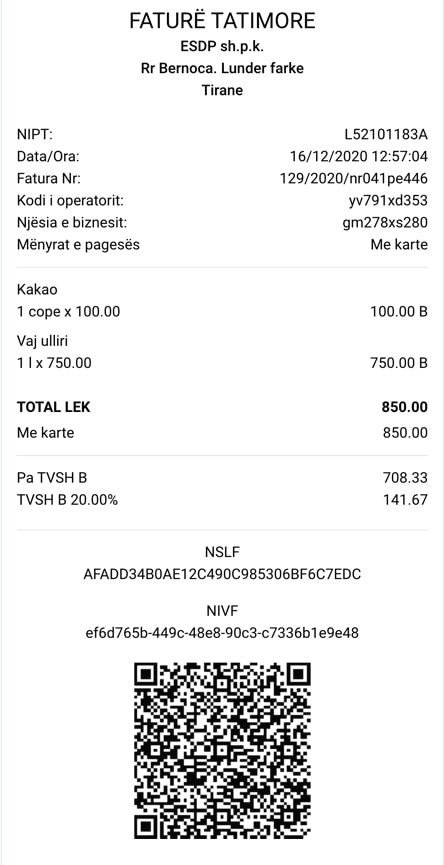 FATURË TATIMORE
ESDP sh.p.k.
Rr Bernoca. Lunder farke
Tirane
NIPT: L52101183A
Data/Ora: 16/12/2020 12:57:04
Fatura Nr: 129/2020/nr041pe446
Kodi i operatorit: yv791xd353
Njësia e biznesit: gm278xs280
Mënyrat e pagesës Me karte
Kakao
1 cope x 100.00 100.00 B
Vaj ulliri
1 l x 750.00 750.00 B
TOTAL LEK 850.00
Me karte 850.00
Pa TVSH B 708.33
TVSH B 20.00% 141.67
NSLF
AFADD34B0AE12C490C985306BF6C7EDC
NIVF
ef6d765b-449c-48e8-90c3-c7336b1e9e48